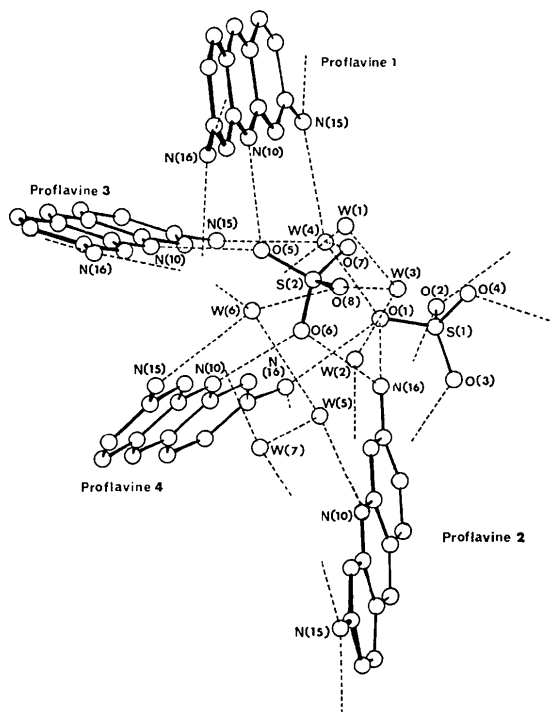 Proflavine 1
N(15)
N(10)
N(16)
Proflavine 3
N(15)
W(1)
W(4)
O(5)
O(7)
N(10)
N(16)
S(2)
W(3)
O(8)
O(2)
O(4)
W(6)
O(1)
S(1)
O(6)
N(15)
N(10)
N
(16)
W(2)
N(16)
O(3)
W(5)
W(7)
Proflavine 4
N(10)
Proflavine 2
N(15)